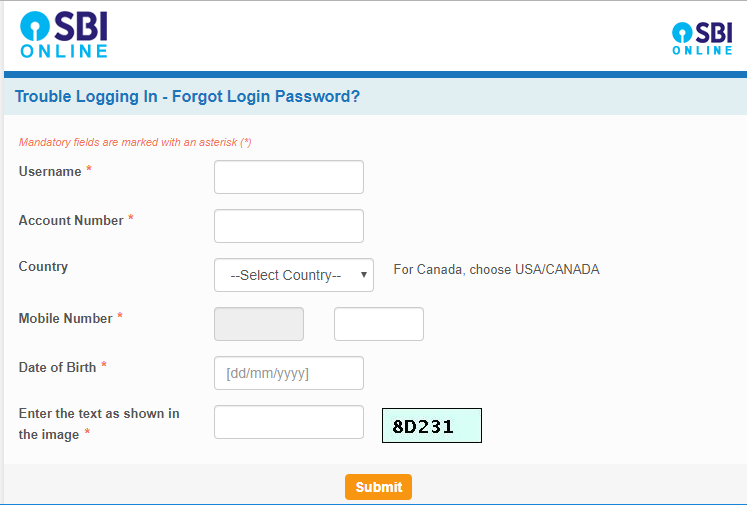 SBI
ONLINE
SBI
ONLINE
Trouble Logging In - Forgot Login Password?
Mandatory fields are marked with an asterisk (*)
Username *
Account Number *
Country --Select Country-- For Canada, choose USA/CANADA
Mobile Number *
Date of Birth * [dd/mm/yyyy]
Enter the text as shown in
the image * 8D231
Submit